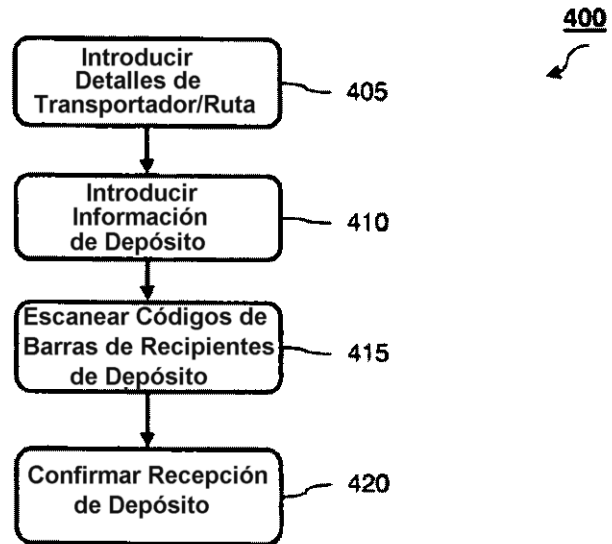 400
Introducir
Detalles de
Transportador/Ruta
405
Introducir
Información
de Depósito
410
Escanear Códigos de
Barras de Recipientes
de Depósito
415
Confirmar Recepción
de Depósito
420